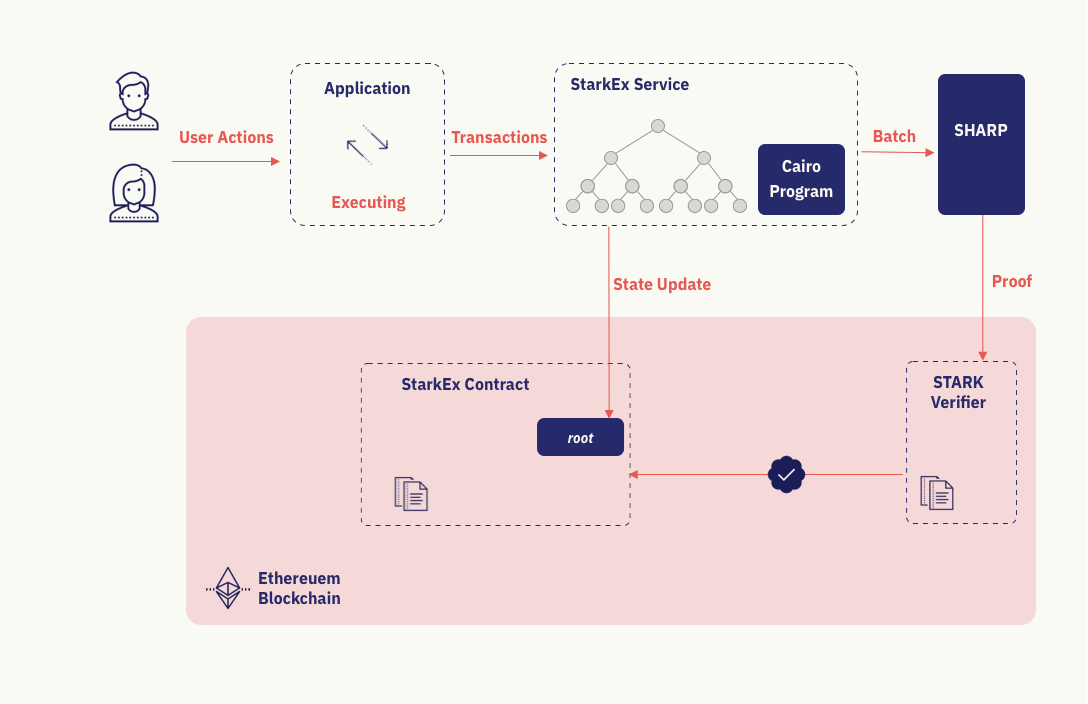 Application
StarkEx Service
User Actions
Transactions
Batch
SHARP
Cairo
Program
Executing
State Update
Proof
StarkEx Contract
STARK
Verifier
root
Ethereuem
Blockchain